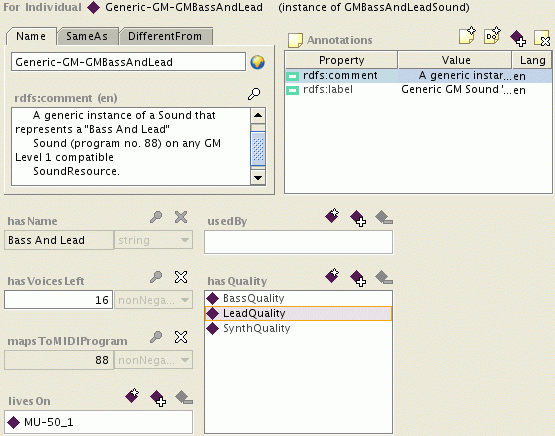 For Individual Generic-GM-GMBassAndLead (instance of GMBassAndLeadSound)
Name SameAs DifferentFrom
Generic-GM-GMBassAndLead
rdfs:comment (en)
A generic instance of a Sound that
represents a "Bass And Lead"
Sound (program no. 88) on any GM
Level 1 compatible
SoundResource.
Annotations
Property Value Lang
rdfs:comment A generic instar... en
rdfs:label Generic GM Sound '... en
hasName
Bass And Lead string
usedBy
hasVoicesLeft
16 nonNega...
hasQuality
BassQuality
LeadQuality
SynthQuality
mapsToMIDIProgram
88 nonNega...
livesOn
MU-50_1